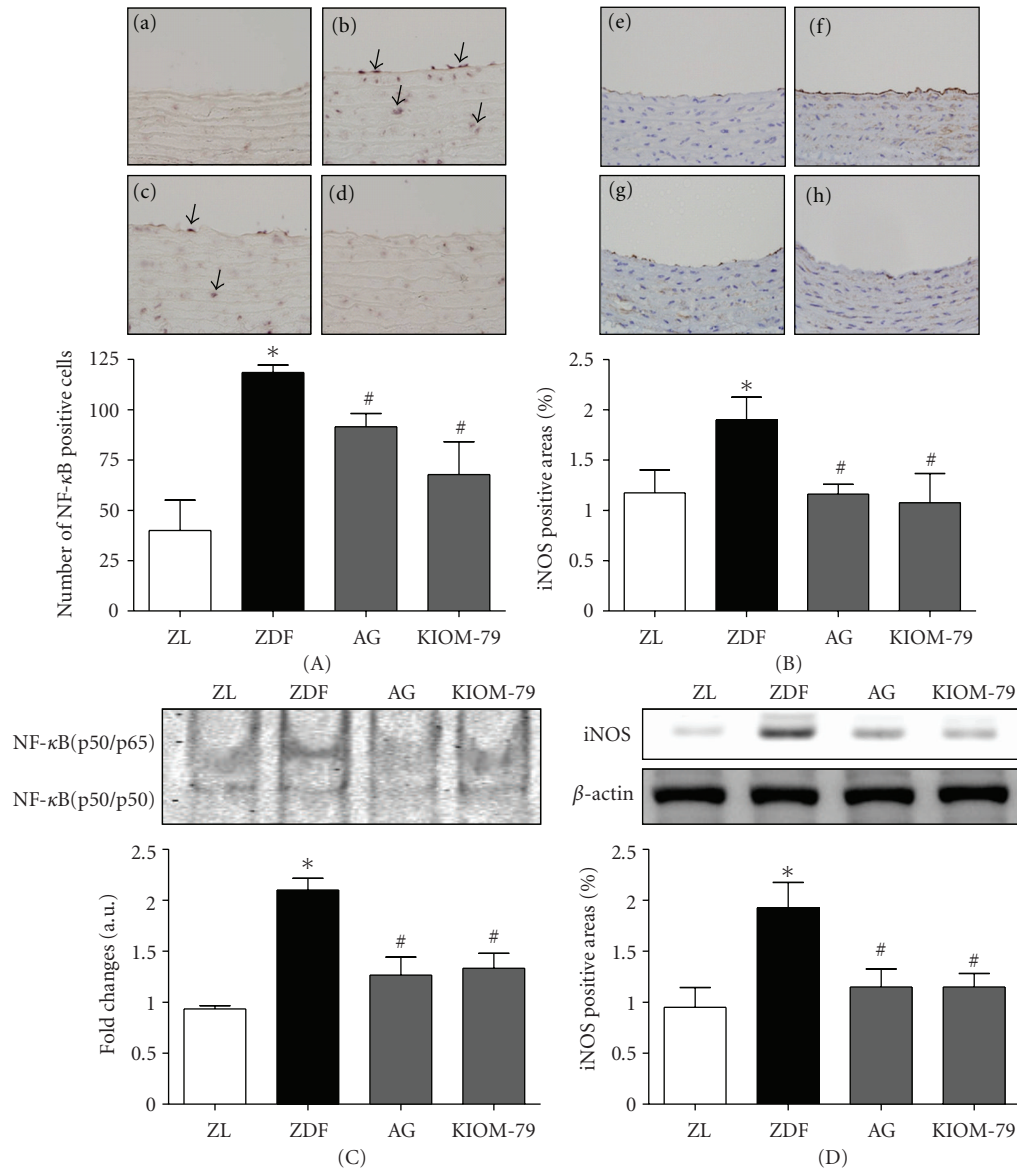 (a)
(b)
(c)
(d)
(e)
(f)
(g)
(h)
Number of NF-κB positive cells
125
100
75
50
25
0
*
#
#
ZL
ZDF
AG
KIOM-79
(A)
iNOS positive areas (%)
2.5
2
1.5
1
0.5
0
*
#
#
ZL
ZDF
AG
KIOM-79
(B)
ZL
ZDF
AG
KIOM-79
NF-κB(p50/p65)
NF-κB(p50/p50)
Fold changes (a.u.)
2.5
2
1.5
1
0.5
0
*
#
#
ZL
ZDF
AG
KIOM-79
(C)
ZL
ZDF
AG
KIOM-79
iNOS
β-actin
iNOS positive areas (%)
2.5
2
1.5
1
0.5
0
*
#
#
ZL
ZDF
AG
KIOM-79
(D)